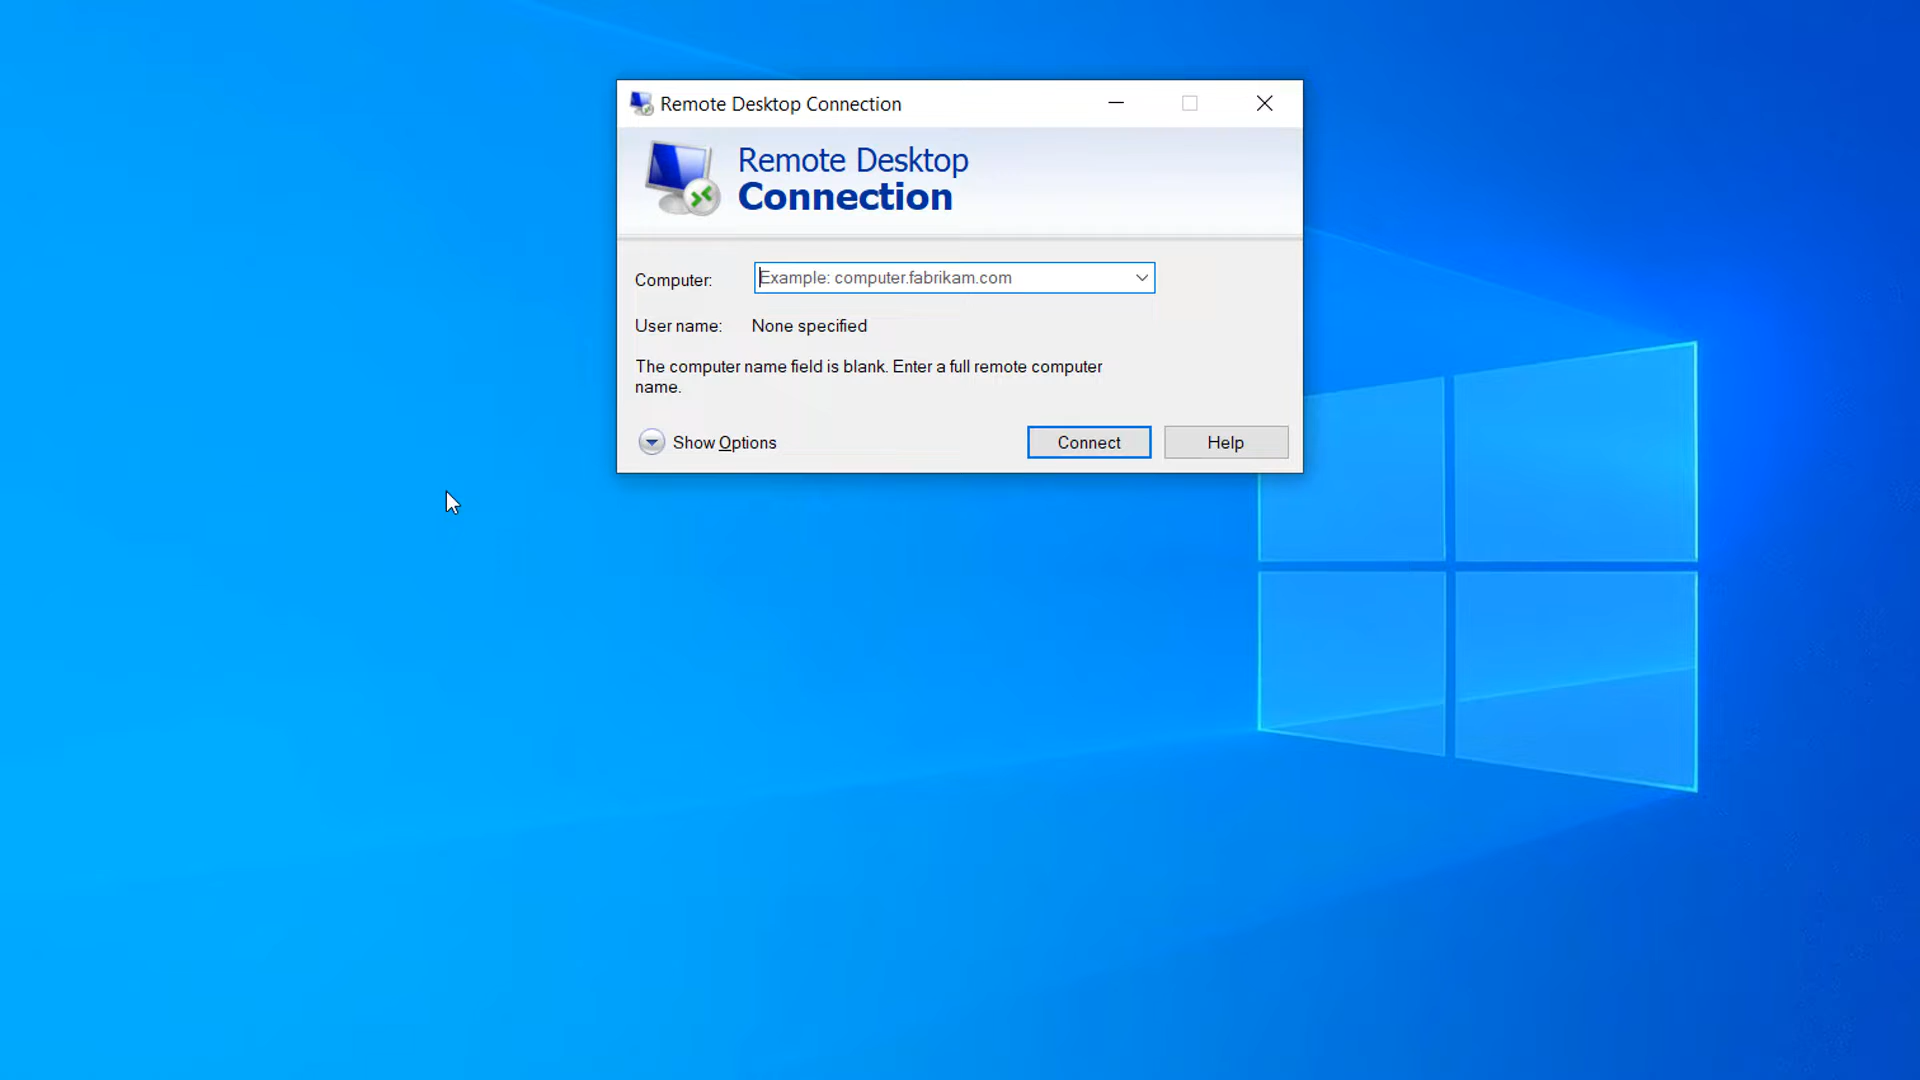 Remote Desktop Connection
Remote Desktop
Connection
Computer: Example: computer.fabrikam.com
User name: None specified
The computer name field is blank. Enter a full remote computer
name.
Show Options Connect Help